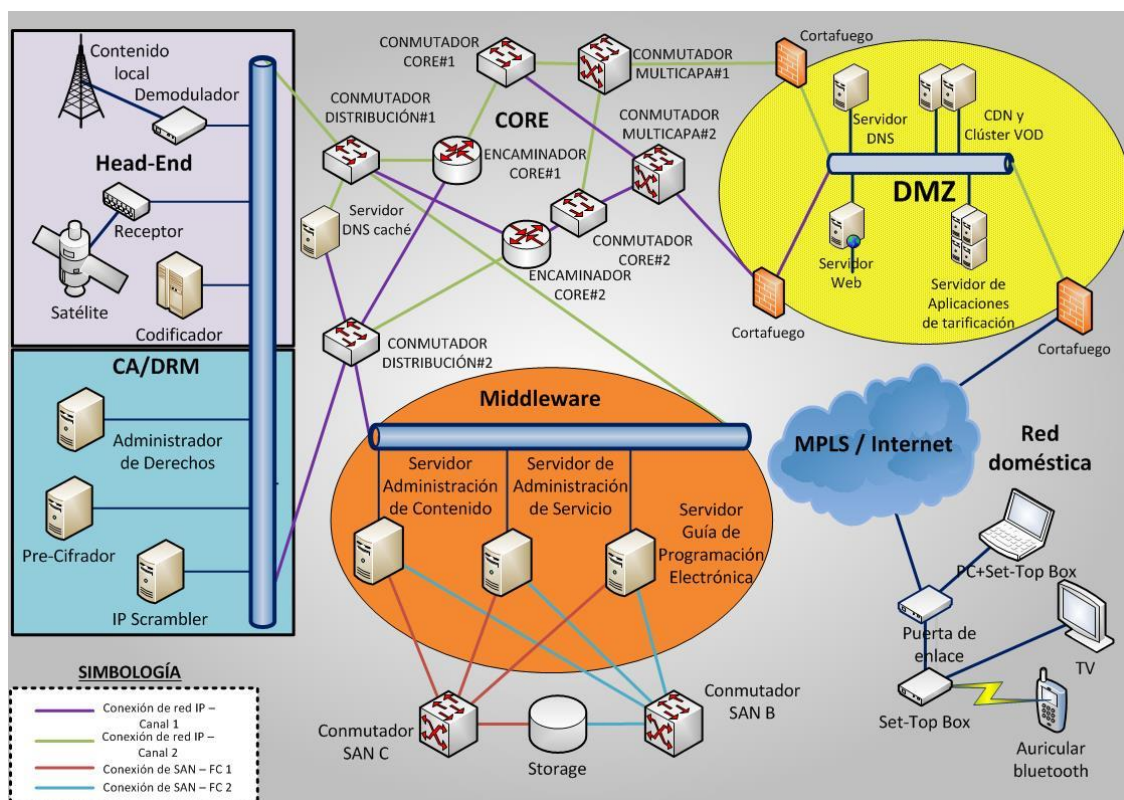 Contenido
local
Demodulador
Head-End
Receptor
Satélite
Codificador
CA/DRM
Administrador
de Derechos
Pre-Cifrador
IP Scrambler
SIMBOLOGÍA
Conexión de red IP –
Canal 1
Conexión de red IP –
Canal 2
Conexión de SAN – FC 1
Conexión de SAN – FC 2
CONMUTADOR
DISTRIBUCIÓN#1
CONMUTADOR
CORE#1
CORE
CONMUTADOR
MULTICAPA#1
CONMUTADOR
MULTICAPA#2
ENCAMINADOR
CORE#1
Servidor
DNS caché
ENCAMINADOR
CORE#2
CONMUTADOR
CORE#2
CONMUTADOR
DISTRIBUCIÓN#2
Cortafuego
Servidor
DNS
CDN y
Clúster VOD
DMZ
Servidor
Web
Servidor de
Aplicaciones
de tarificación
Cortafuego
Cortafuego
Middleware
Servidor
Administración
de Contenido
Servidor de
Administración
de Servicio
Servidor
Guía de
Programación
Electrónica
Conmutador
SAN C
Storage
Conmutador
SAN B
MPLS / Internet
Red
doméstica
PC+Set-Top Box
Puerta de
enlace
TV
Set-Top Box
Auricular
bluetooth